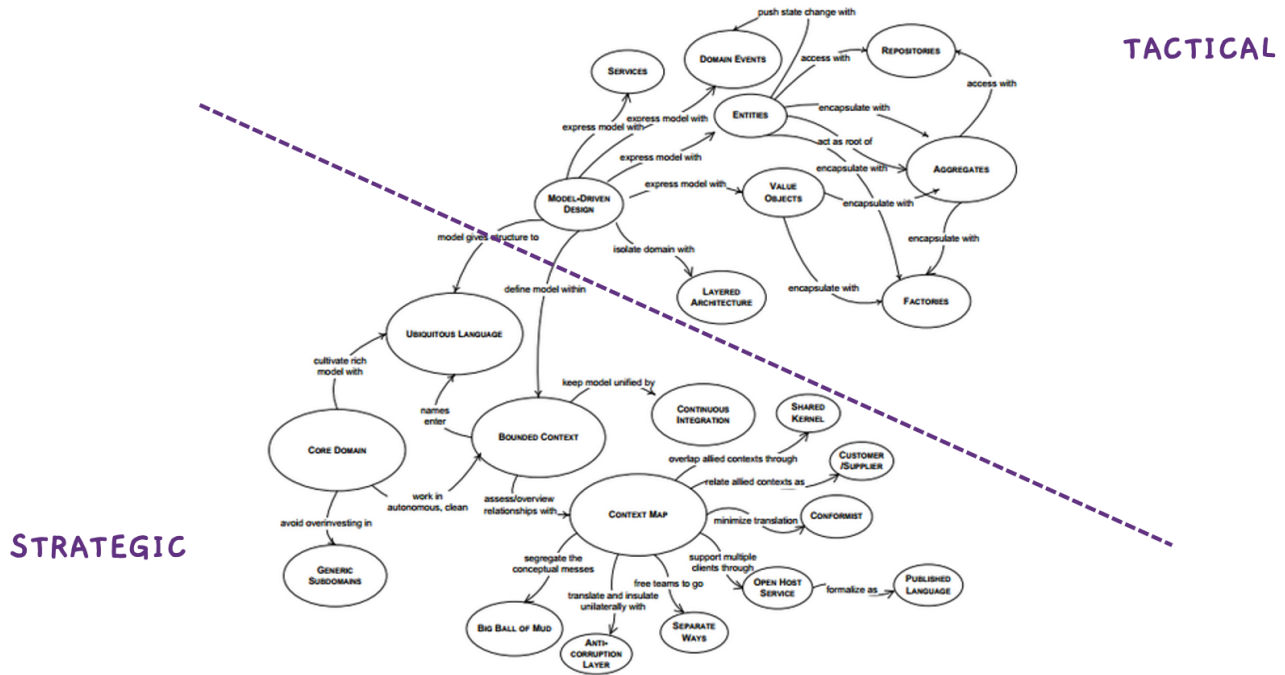 push state change with
TACTICAL
REPOSITORIES
DOMAIN EVENTS
access with
SERVICES
access with
encapsulate with
ENTITIES
express model with
express model with
act as root of
express model with
encapsulate with
AGGREGATES
express model with
VALUE
OBJECTS
MODEL-DRIVEN
DESIGN
encapsulate with
model gives structure to
encapsulate with
isolate domain with
define model within
encapsulate with
LAYERED
ARCHITECTURE
FACTORIES
UBIQUITOUS LANGUAGE
cultivate rich
model with
keep model unified by
names
enter
CONTINUOUS
INTEGRATION
SHARED
KERNEL
BOUNDED CONTEXT
CORE DOMAIN
overlap allied contexts through
CUSTOMER
/SUPPLIER
relate allied contexts as
work in
autonomous, clean
assess/overview
relationships with
CONTEXT MAP
minimize translation
CONFORMIST
avoid overinvesting in
STRATEGIC
segregate the
conceptual messes
support multiple
clients through
GENERIC
SUBDOMAINS
free teams to go
translate and insulate
unilaterally with
OPEN HOST
SERVICE
formalize as
PUBLISHED
LANGUAGE
BIG BALL OF MUD
SEPARATE
WAYS
ANTI-
CORRUPTION
LAYER